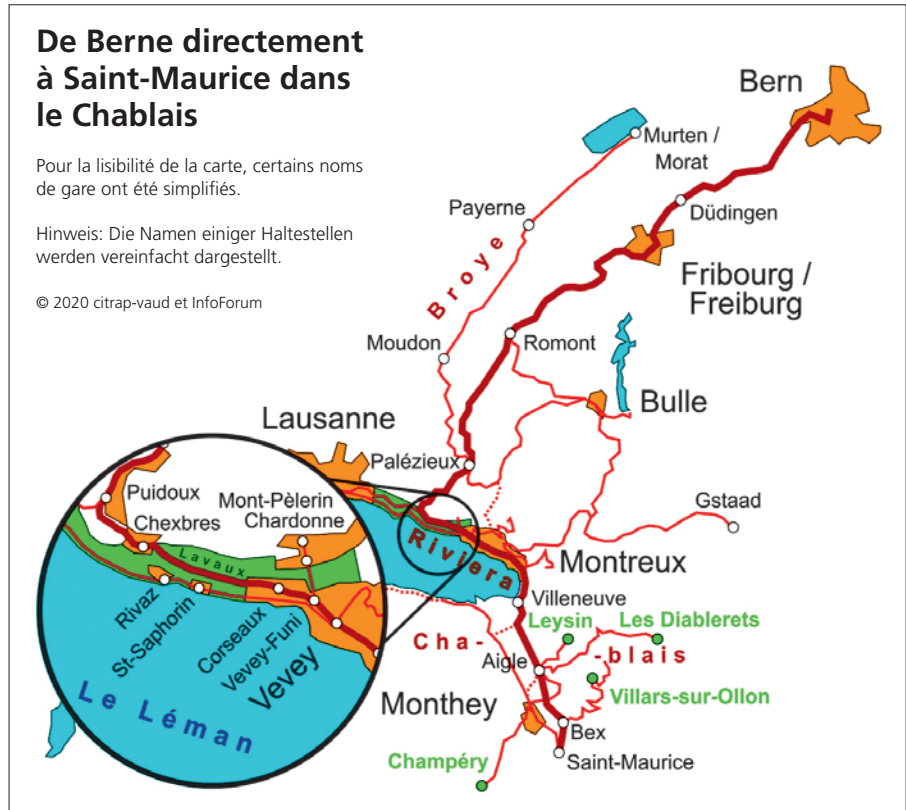 De Berne directement
à Saint-Maurice dans
le Chablais
Pour la lisibilité de la carte, certains noms
de gare ont été simplifiés.
Hinweis: Die Namen einiger Haltestellen
werden vereinfacht dargestellt.
© 2020 citrap-vaud et InfoForum
Bern
Murten /
Morat
Düdingen
Payerne
Broye
Fribourg /
Freiburg
Moudon
Romont
Bulle
Lausanne
Palézieux
Gstaad
Puidoux
Mont-Pèlerin
Chardonne
Chexbres
Lavaux
Rivaz
St-Saphorin
Corseaux
Vevey-Funi
Vevey
Le Léman
Riviera
Montreux
Villeneuve
Leysin
Les Diablerets
Cha-
-blais
Aigle
Villars-sur-Ollon
Monthey
Bex
Saint-Maurice
Champéry